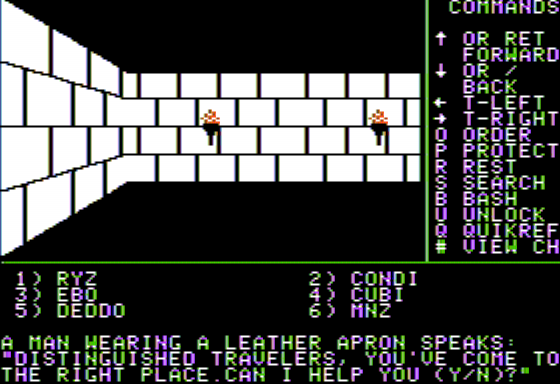 COMMANDS
↑ OR RET
FORWARD
↓ OR /
BACK
← T-LEFT
→ T-RIGHT
O ORDER
P PROTECT
R REST
S SEARCH
B BASH
U UNLOCK
Q QUIKREF
# VIEW CH
1) RYZ 2) CONDI
3) EBO 4) CUBI
5) DEDDO 6) MNZ
A MAN WEARING A LEATHER APRON SPEAKS:
"DISTINGUISHED TRAVELERS, YOU'VE COME TO
THE RIGHT PLACE.CAN I HELP YOU (Y/N)?"